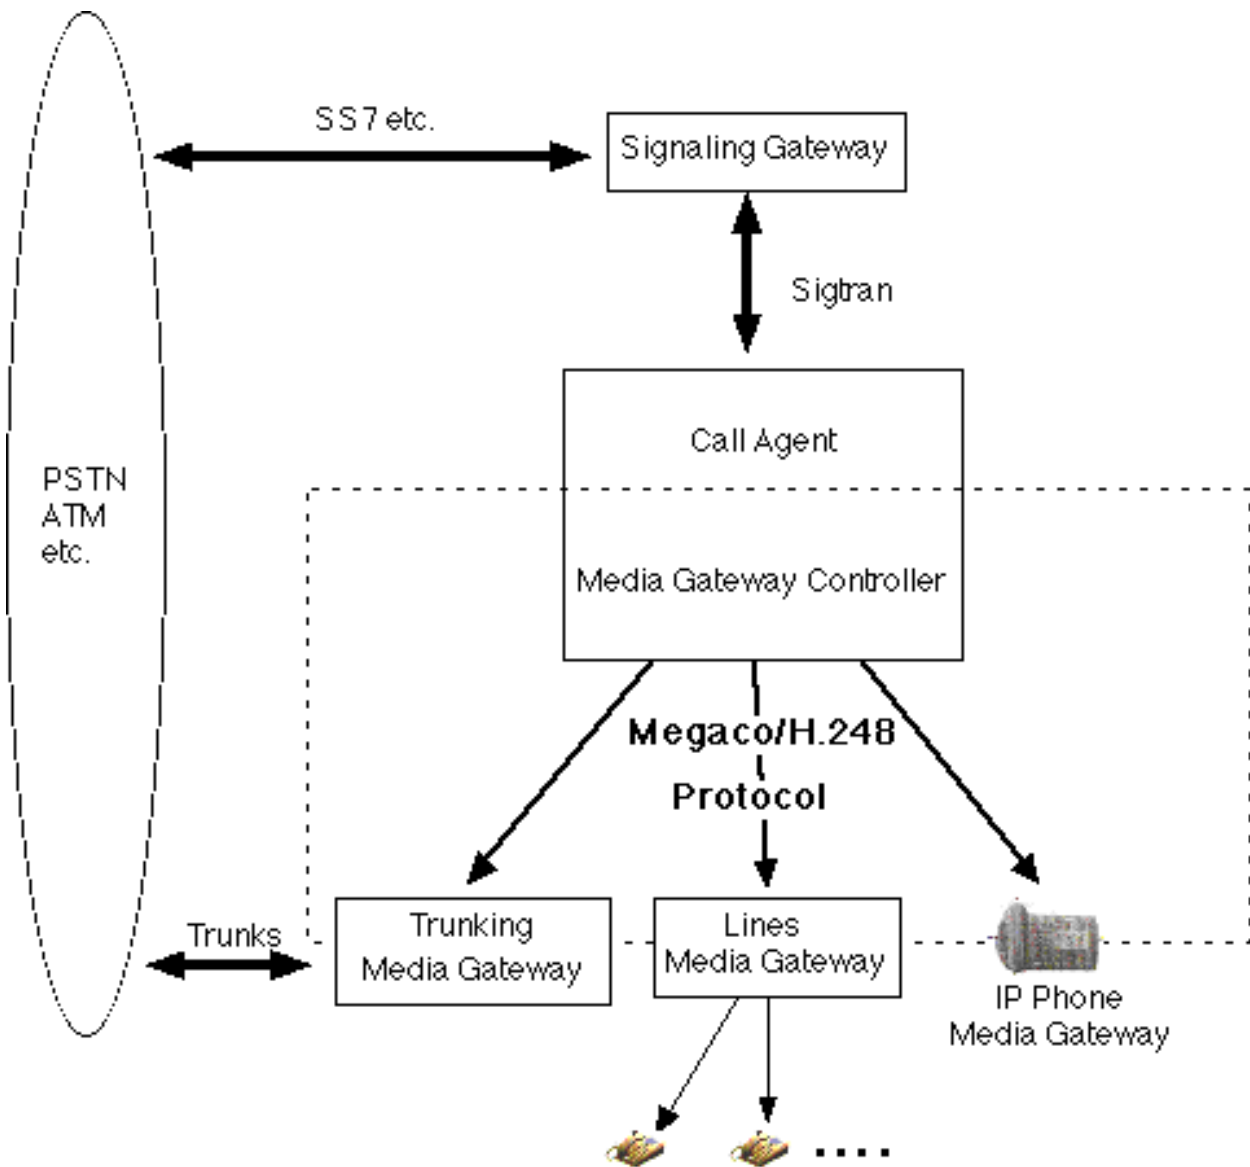 SS7 etc.
Signaling Gateway
Sigtran
Call Agent
PSTN
ATM
etc.
Media Gateway Controller
Megaco/H.248
Protocol
Trunks
Trunking
Media Gateway
Lines
Media Gateway
IP Phone
Media Gateway